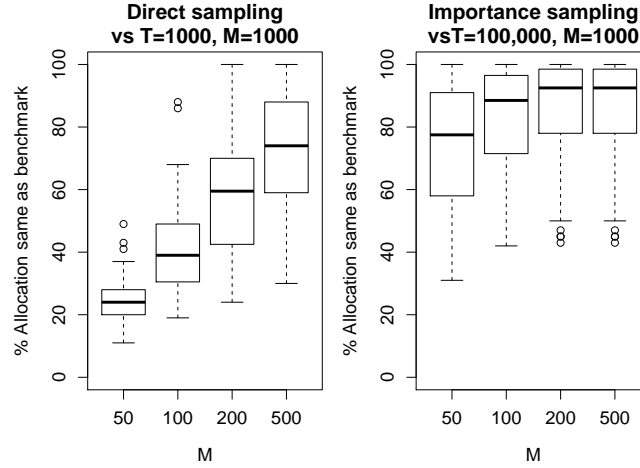 Direct sampling
vs T=1000, M=1000
% Allocation same as benchmark
100
80
60
40
20
0
50 100 200 500
M
Importance sampling
vsT=100,000, M=1000
% Allocation same as benchmark
100
80
60
40
20
0
50 100 200 500
M